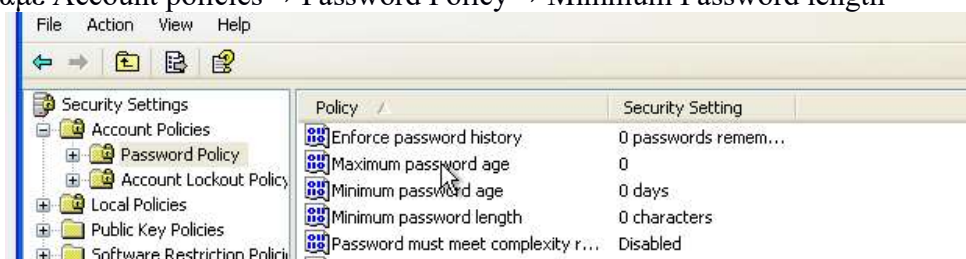 Account policies → Password Policy → Minimum Password length
File Action View Help
Security Settings
Account Policies
Password Policy
Account Lockout Policy
Local Policies
Public Key Policies
Software Restriction Polici
Policy
Security Setting
Enforce password history 0 passwords remem...
Maximum password age 0
Minimum password age 0 days
Minimum password length 0 characters
Password must meet complexity r... Disabled